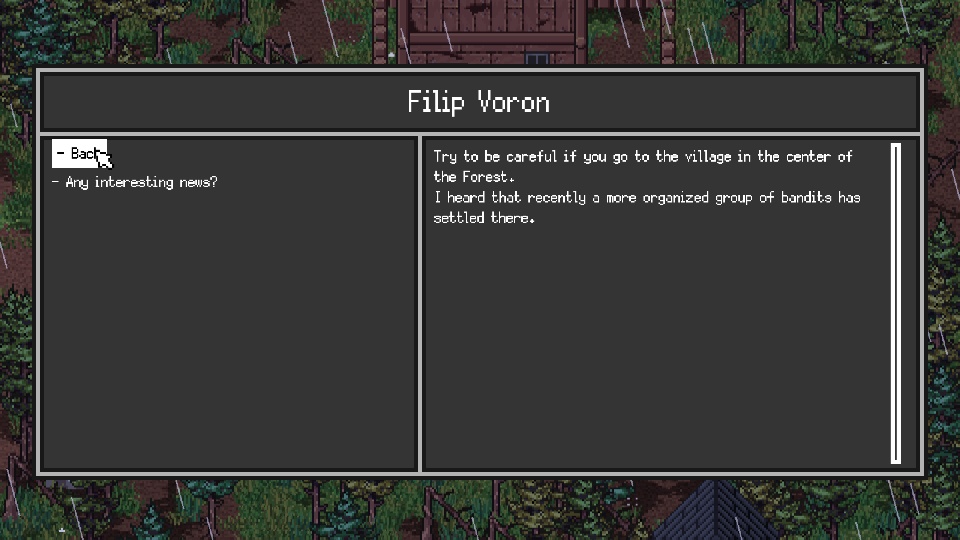 Filip Voron
- Back
- Any interesting news?
Try to be careful if you go to the village in the center of
the Forest.
I heard that recently a more organized group of bandits has
settled there.